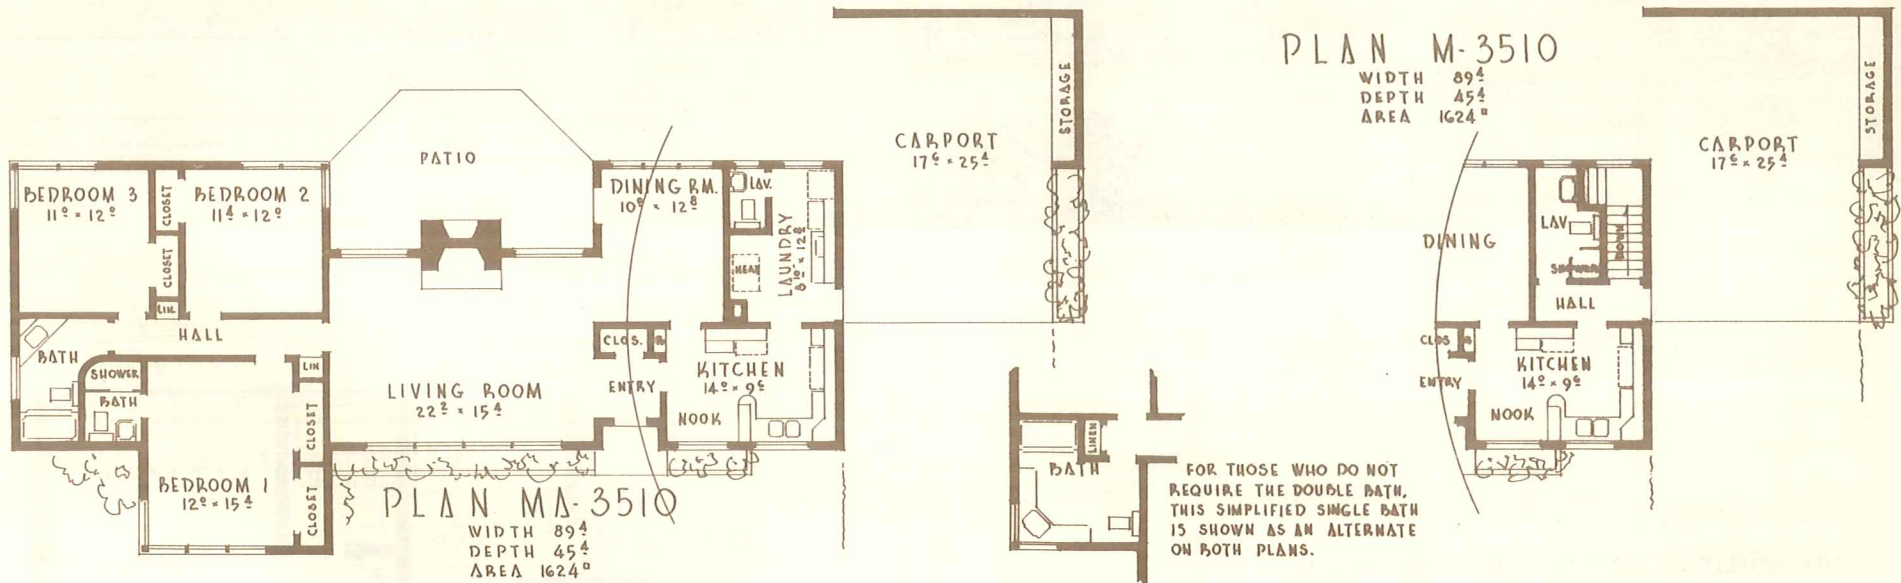 PLAN M-3510
WIDTH 89⁴
DEPTH 45⁴
AREA 1624▫
STORAGE
CARPORT
17⁶ × 25⁴
PATIO
BEDROOM 3
11⁰ × 12⁰
CLOSET
BEDROOM 2
11⁴ × 12⁰
CLOSET
LIN.
DINING RM.
10⁰ × 12⁸
LAV.
LAUNDRY
HEAT
HALL
BATH
SHOWER
BATH
LIN
CLOSET
CLOSET
LIVING ROOM
22² × 15⁴
CLOS.
R
ENTRY
KITCHEN
14⁰ × 9⁶
NOOK
BEDROOM 1
12⁰ × 15⁴
PLAN MA-3510
WIDTH 89⁴
DEPTH 45⁴
AREA 1624▫
LINEN
BATH
FOR THOSE WHO DO NOT
REQUIRE THE DOUBLE BATH,
THIS SIMPLIFIED SINGLE BATH
IS SHOWN AS AN ALTERNATE
ON BOTH PLANS.
STORAGE
CARPORT
17⁶ × 25⁴
DINING
LAV.
SHOWER
DOWN
HALL
CLOS
R
ENTRY
KITCHEN
14⁰ × 9⁶
NOOK